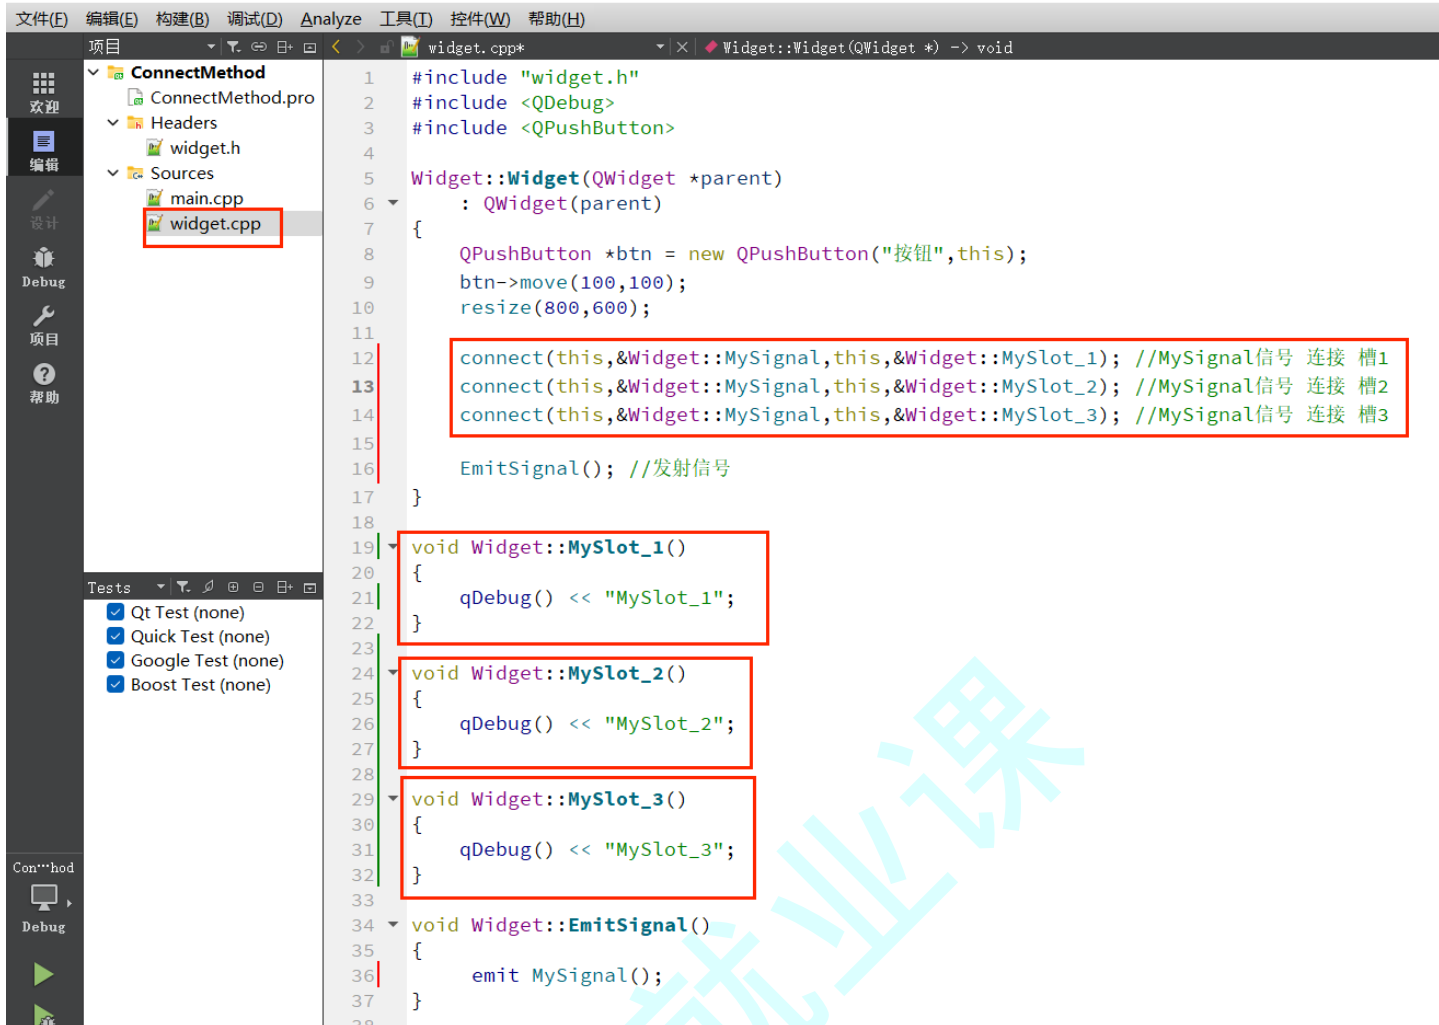 文件(F) 编辑(E) 构建(B) 调试(D) Analyze 工具(T) 控件(W) 帮助(H)
项目
widget.cpp*
Widget::Widget(QWidget *) -> void
欢迎
编辑
设计
Debug
项目
帮助
ConnectMethod
ConnectMethod.pro
Headers
widget.h
Sources
main.cpp
widget.cpp
Tests
Qt Test (none)
Quick Test (none)
Google Test (none)
Boost Test (none)
Con···hod
Debug
1 #include "widget.h"
2 #include <QDebug>
3 #include <QPushButton>
4
5 Widget::Widget(QWidget *parent)
6     : QWidget(parent)
7 {
8     QPushButton *btn = new QPushButton("按钮",this);
9     btn->move(100,100);
10     resize(800,600);
11
12     connect(this,&Widget::MySignal,this,&Widget::MySlot_1); //MySignal信号 连接 槽1
13     connect(this,&Widget::MySignal,this,&Widget::MySlot_2); //MySignal信号 连接 槽2
14     connect(this,&Widget::MySignal,this,&Widget::MySlot_3); //MySignal信号 连接 槽3
15
16     EmitSignal(); //发射信号
17 }
18
19 void Widget::MySlot_1()
20 {
21     qDebug() << "MySlot_1";
22 }
23
24 void Widget::MySlot_2()
25 {
26     qDebug() << "MySlot_2";
27 }
28
29 void Widget::MySlot_3()
30 {
31     qDebug() << "MySlot_3";
32 }
33
34 void Widget::EmitSignal()
35 {
36      emit MySignal();
37 }
38
就业课